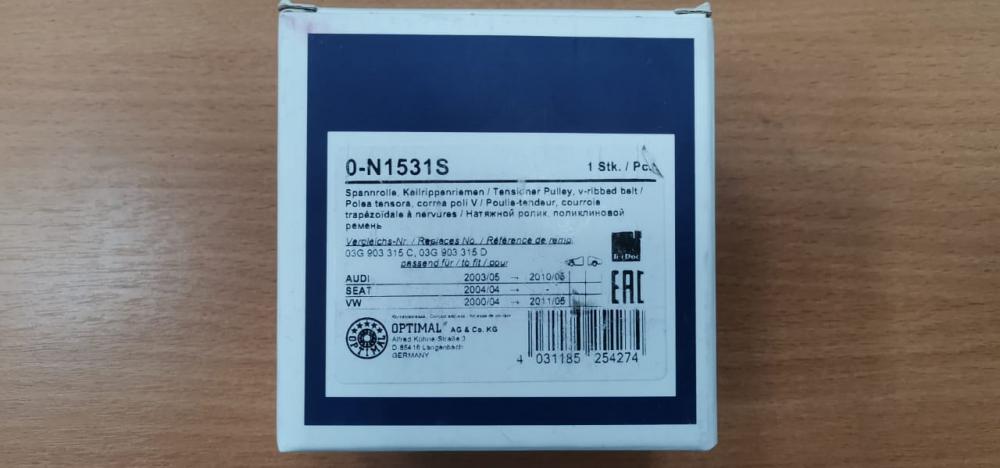 0-N1531S 1 Stk. / Pc.
Spannrolle, Keilrippenriemen / Tensioner Pulley, v-ribbed belt /
Polea tensora, correa poli V / Poulie-tendeur, courroie
trapézoïdale à nervures / Натяжной ролик, поликлиновой
ремень
Vergleichs-Nr. / Replaces No. / Référence de remp.
03G 903 315 C, 03G 903 315 D
passend für / to fit / pour
TecDoc
AUDI 2003/05 → 2010/05
SEAT 2004/04 → -
VW 2000/04 → 2011/05
EAC
OPTIMAL
OPTIMAL® AG & Co. KG
Alfred-Kühne-Straße 3
D-85416 Langenbach
GERMANY
4 031185 254274